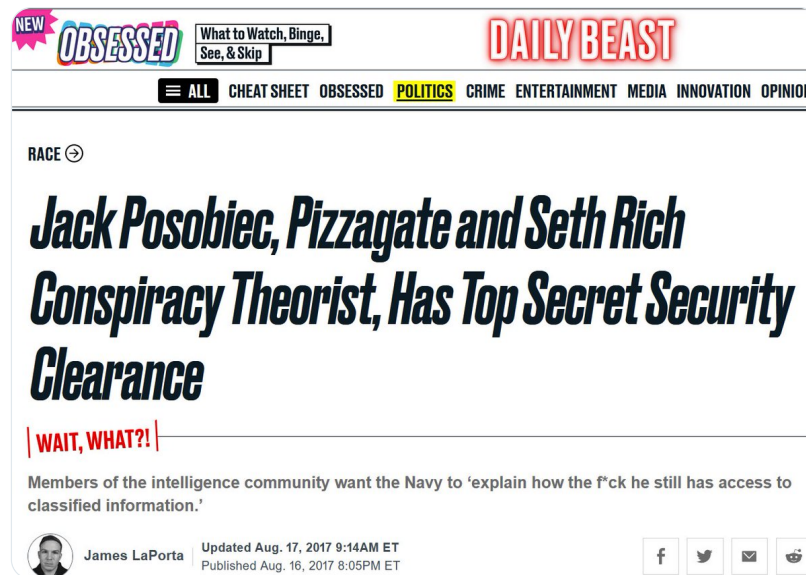 NEW
OBSESSED
What to Watch, Binge,
See, & Skip
DAILY BEAST
ALL CHEAT SHEET OBSESSED POLITICS CRIME ENTERTAINMENT MEDIA INNOVATION OPINIO
RACE
Jack Posobiec, Pizzagate and Seth Rich
Conspiracy Theorist, Has Top Secret Security
Clearance
WAIT, WHAT?!
Members of the intelligence community want the Navy to ‘explain how the f*ck he still has access to
classified information.’
James LaPorta
Updated Aug. 17, 2017 9:14AM ET
Published Aug. 16, 2017 8:05PM ET